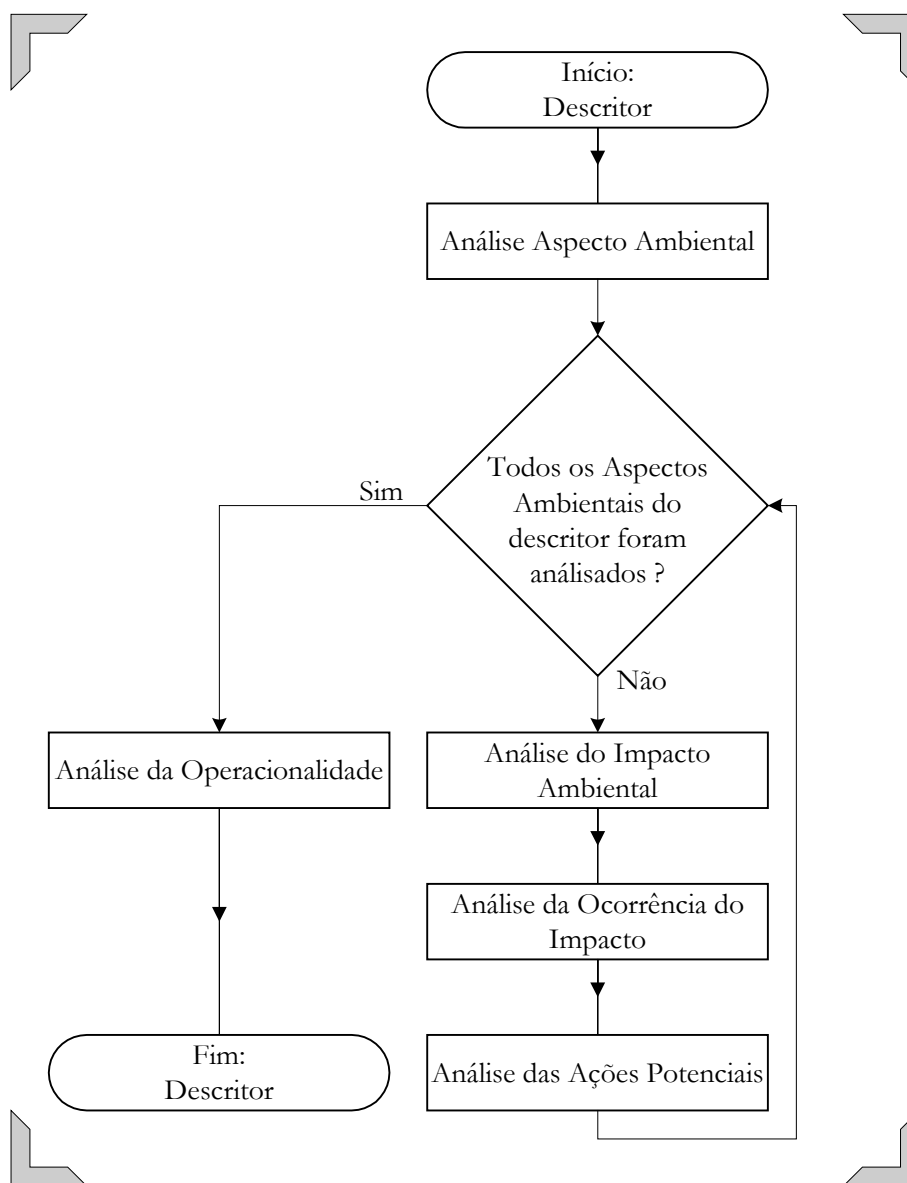 Início:
Descritor
Análise Aspecto Ambiental
Todos os Aspectos
Ambientais do
descritor foram
análisados ?
Sim
Não
Análise da Operacionalidade
Análise do Impacto
Ambiental
Análise da Ocorrência do
Impacto
Análise das Ações Potenciais
Fim:
Descritor